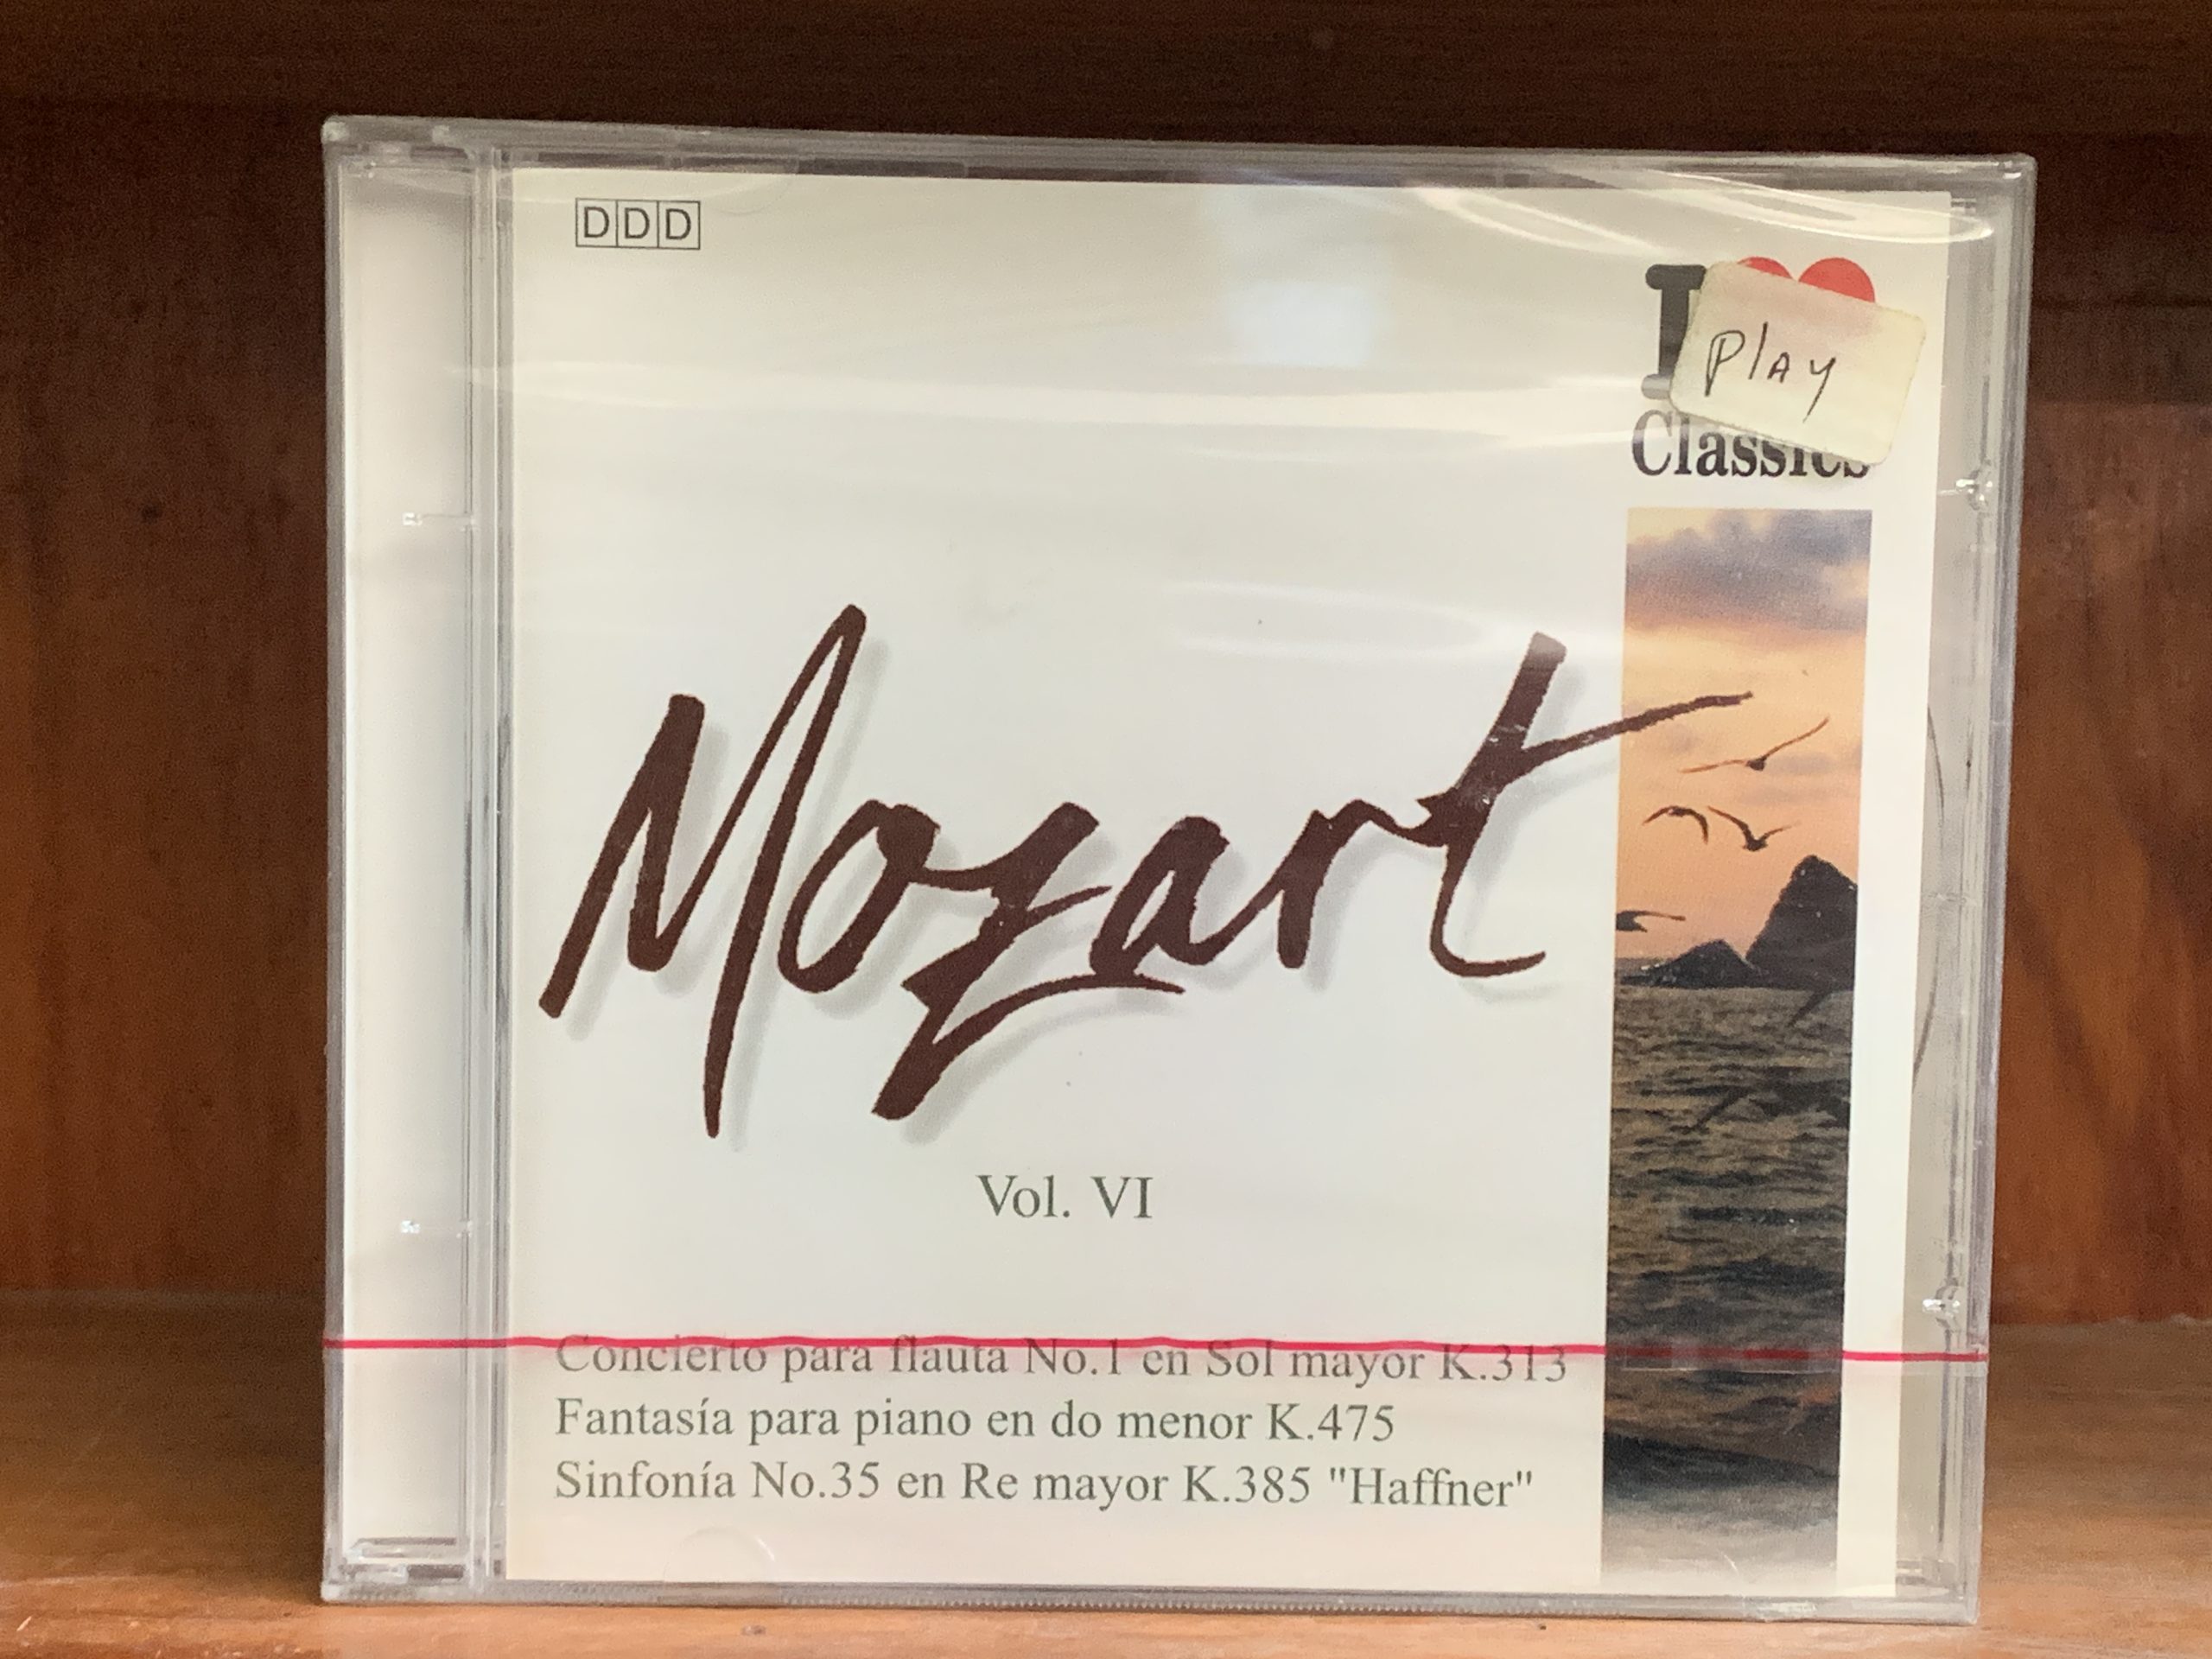 DDD
I
Play
Classics
Mozart
Vol. VI
Concierto para flauta No.1 en Sol mayor K.313
Fantasía para piano en do menor K.475
Sinfonía No.35 en Re mayor K.385 "Haffner"